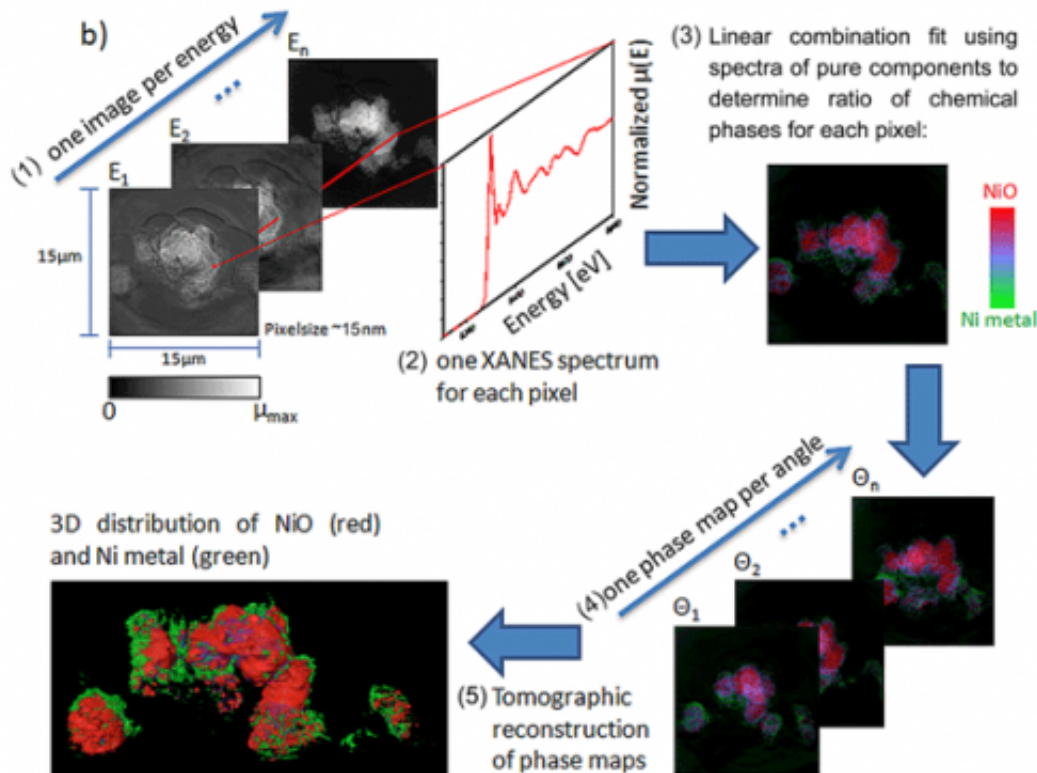 b)
(1) one image per energy
...
E1
E2
En
15µm
15µm
Pixelsize ~15nm
0
µmax
Normalized µ(E)
Energy [eV]
(2) one XANES spectrum
for each pixel
(3) Linear combination fit using
spectra of pure components to
determine ratio of chemical
phases for each pixel:
NiO
Ni metal
(4) one phase map per angle
...
Θ1
Θ2
Θn
(5) Tomographic
reconstruction
of phase maps
3D distribution of NiO (red)
and Ni metal (green)